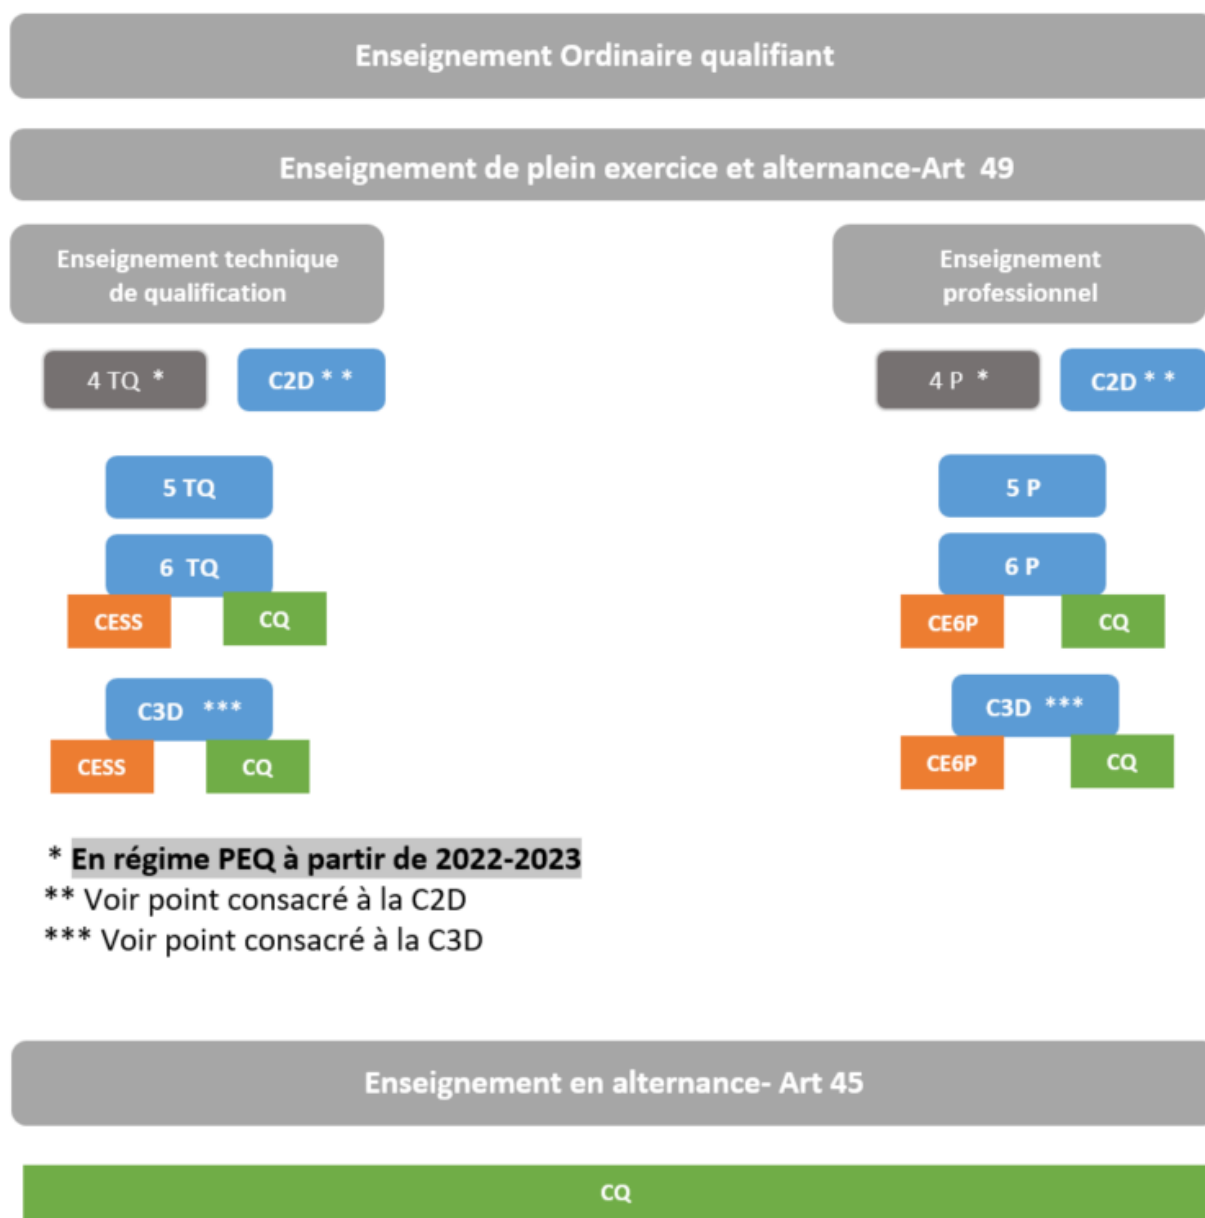 Enseignement Ordinaire qualifiant
Enseignement de plein exercice et alternance-Art 49
Enseignement technique
de qualification
Enseignement
professionnel
4 TQ *
C2D * *
4 P *
C2D * *
5 TQ
5 P
6 TQ
6 P
CESS
CQ
CE6P
CQ
C3D ***
C3D ***
CESS
CQ
CE6P
CQ
* En régime PEQ à partir de 2022-2023
** Voir point consacré à la C2D
*** Voir point consacré à la C3D
Enseignement en alternance- Art 45
CQ